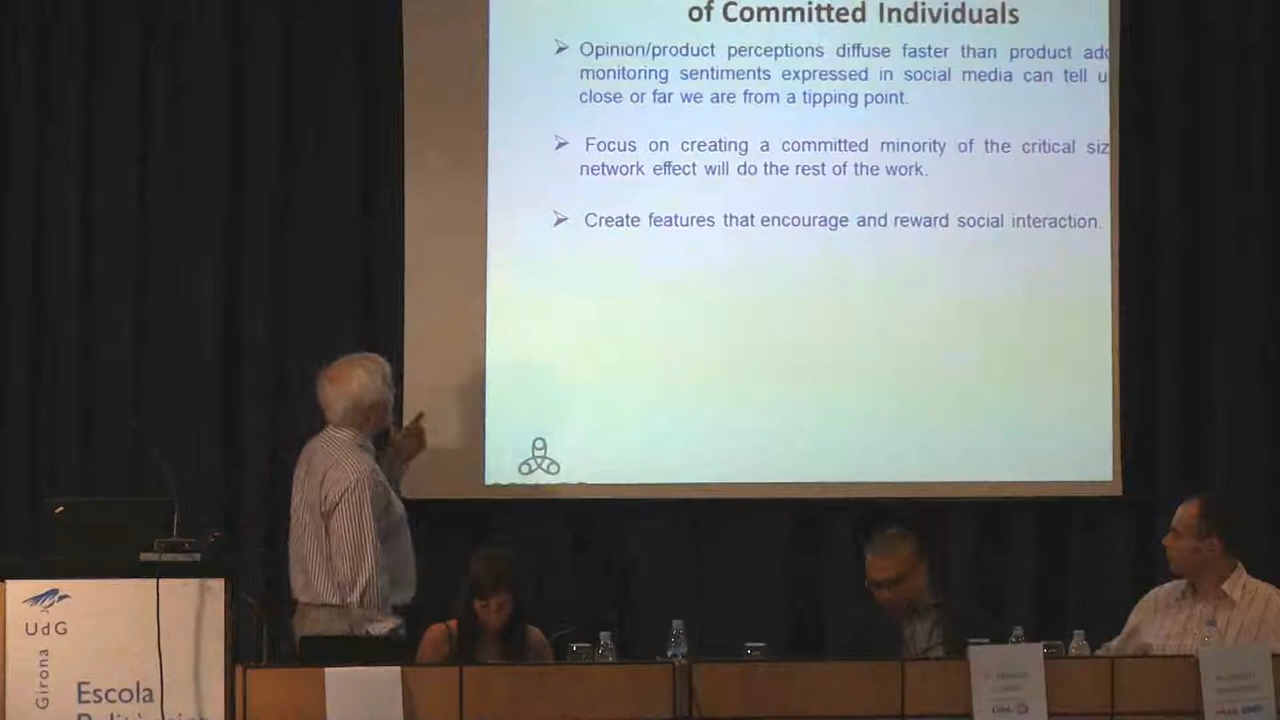 of Committed Individuals
Opinion/product perceptions diffuse faster than product ado
monitoring sentiments expressed in social media can tell u
close or far we are from a tipping point.
Focus on creating a committed minority of the critical siz
network effect will do the rest of the work.
Create features that encourage and reward social interaction.
UdG
Girona
Escola